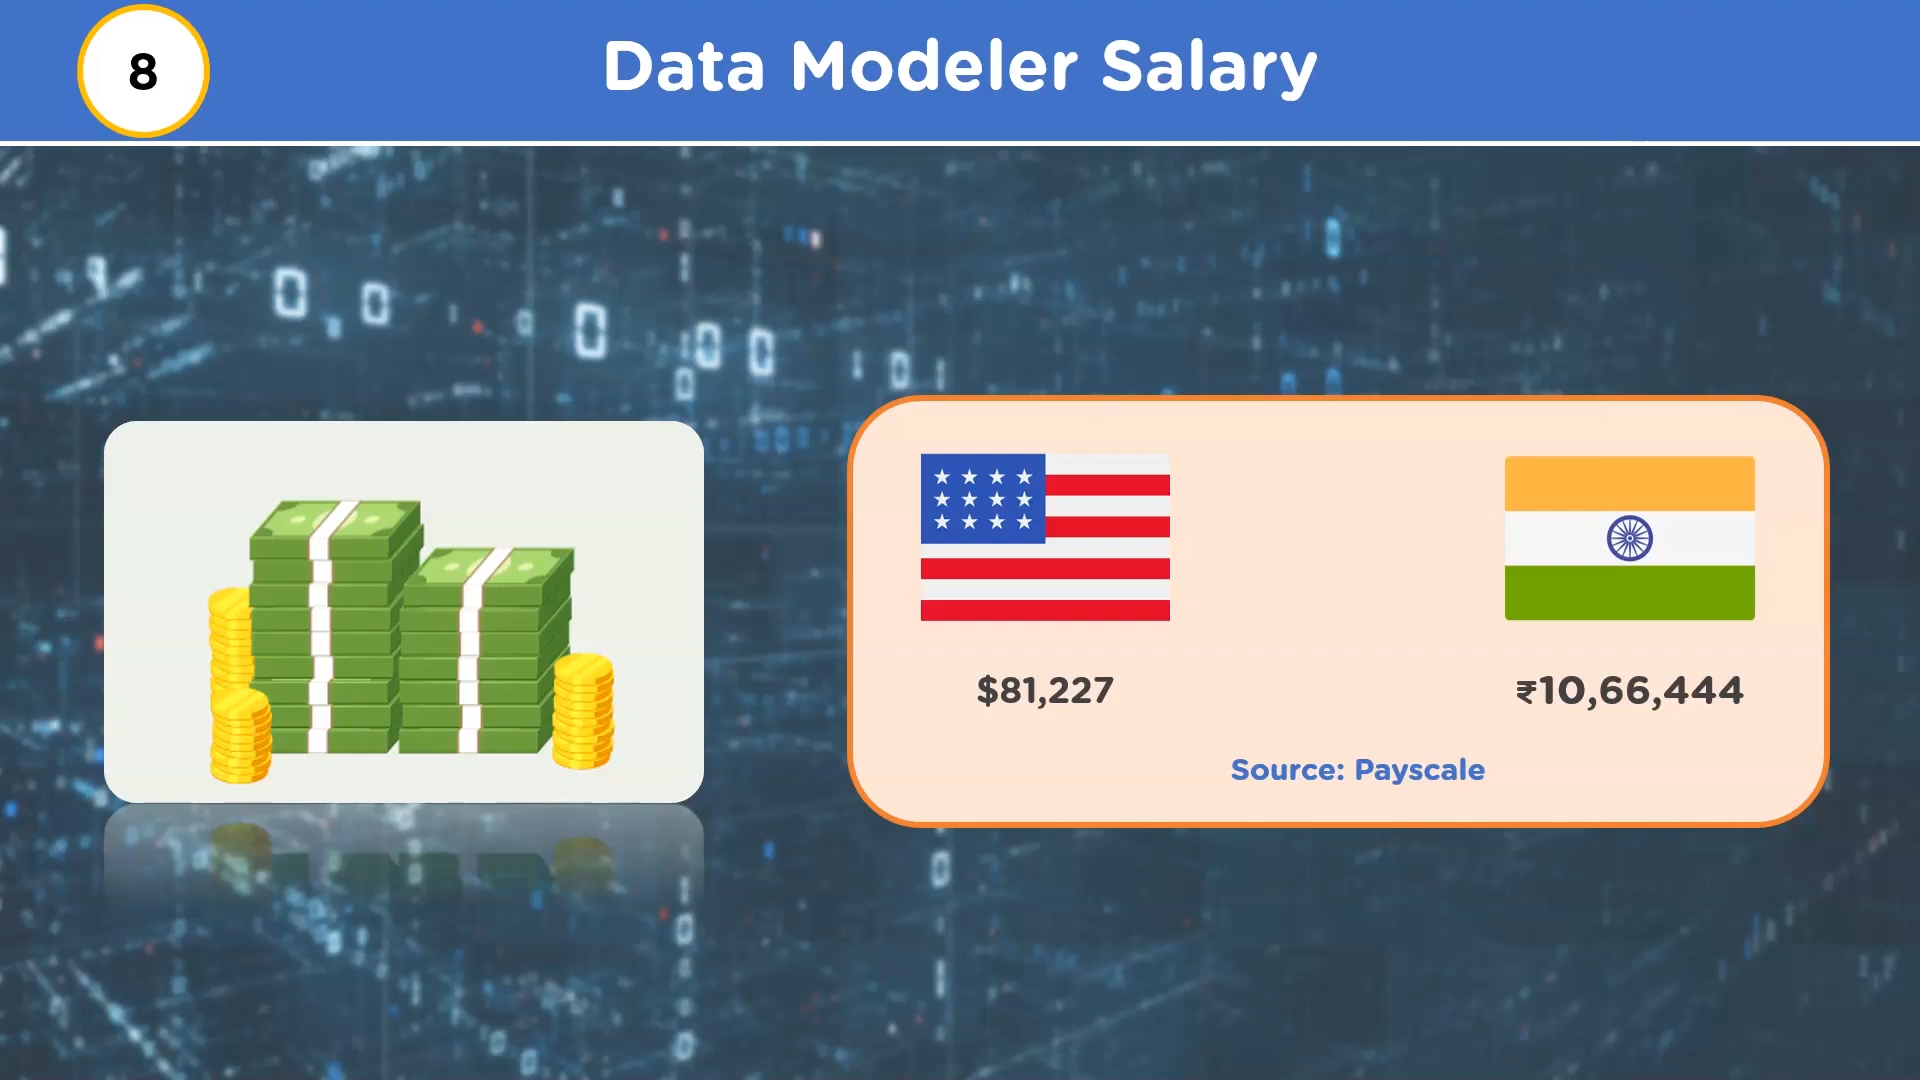 8
Data Modeler Salary
$81,227
₹10,66,444
Source: Payscale